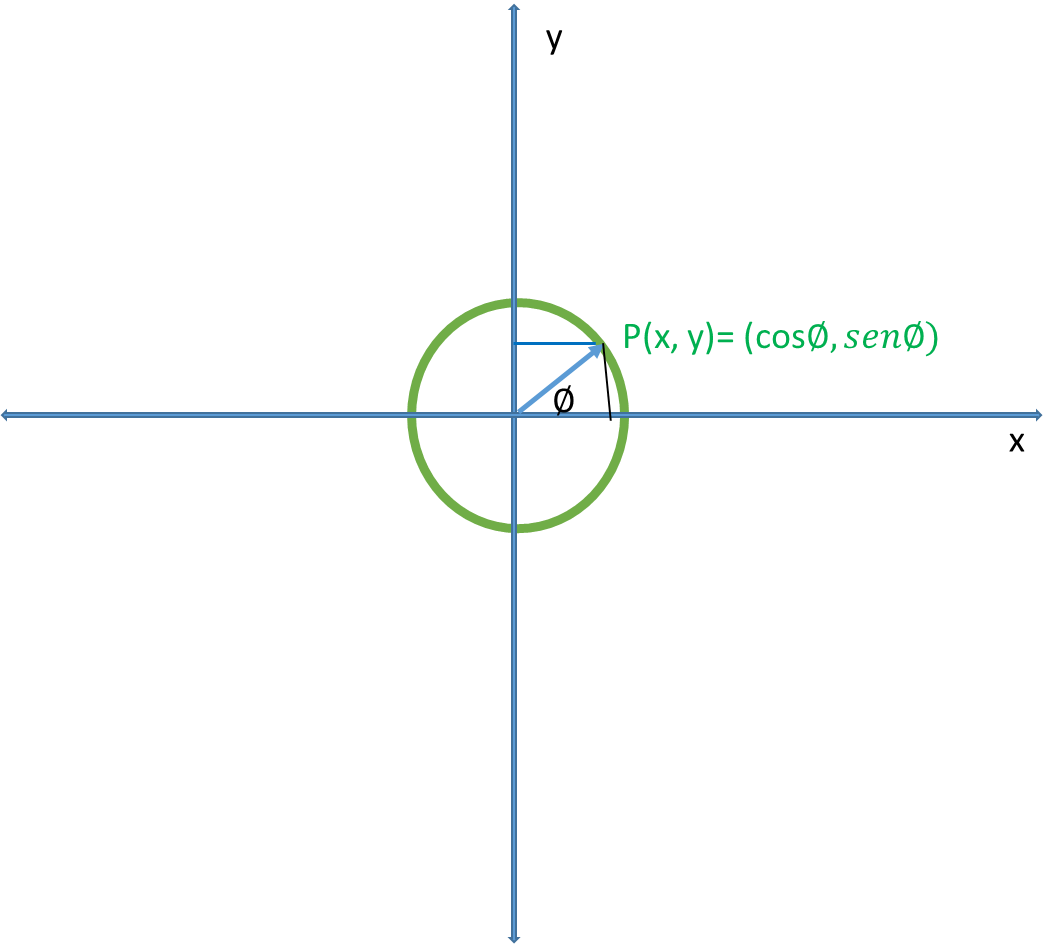 y
P(x, y)= (cos∅, sen∅)
∅
x